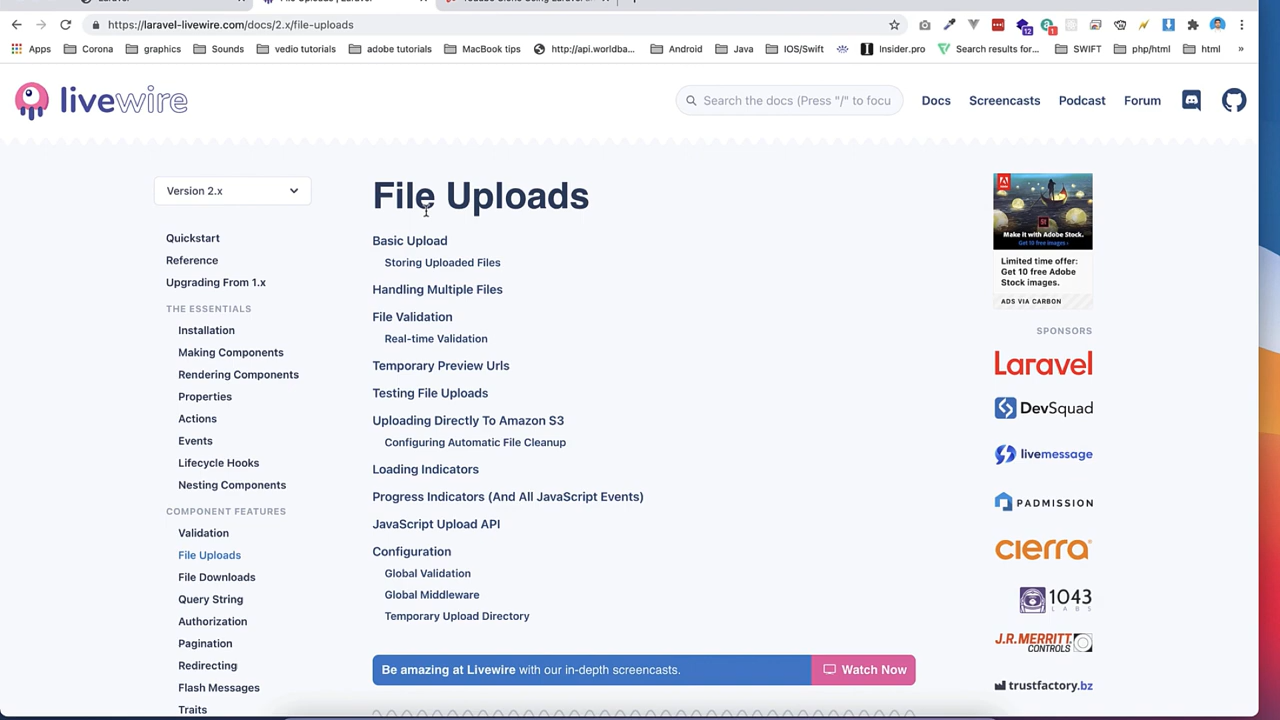 https://laravel-livewire.com/docs/2.x/file-uploads
Apps
Corona
graphics
Sounds
vedio tutorials
adobe tutorials
MacBook tips
http://api.worldba...
Android
Java
IOS/Swift
Insider.pro
Search results for...
SWIFT
php/html
html
»
livewire
Search the docs (Press "/" to focu
Docs
Screencasts
Podcast
Forum
Version 2.x
Quickstart
Reference
Upgrading From 1.x
THE ESSENTIALS
Installation
Making Components
Rendering Components
Properties
Actions
Events
Lifecycle Hooks
Nesting Components
COMPONENT FEATURES
Validation
File Uploads
File Downloads
Query String
Authorization
Pagination
Redirecting
Flash Messages
Traits
File Uploads
Basic Upload
Storing Uploaded Files
Handling Multiple Files
File Validation
Real-time Validation
Temporary Preview Urls
Testing File Uploads
Uploading Directly To Amazon S3
Configuring Automatic File Cleanup
Loading Indicators
Progress Indicators (And All JavaScript Events)
JavaScript Upload API
Configuration
Global Validation
Global Middleware
Temporary Upload Directory
Be amazing at Livewire with our in-depth screencasts.
Watch Now
Make It with Adobe Stock.
Get 10 free images ›
Limited time offer:
Get 10 free Adobe
Stock images.
ADS VIA CARBON
SPONSORS
Laravel
DevSquad
livemessage
PADMISSION
cierra
1043
LABS
J.R.MERRITT
CONTROLS
trustfactory.bz